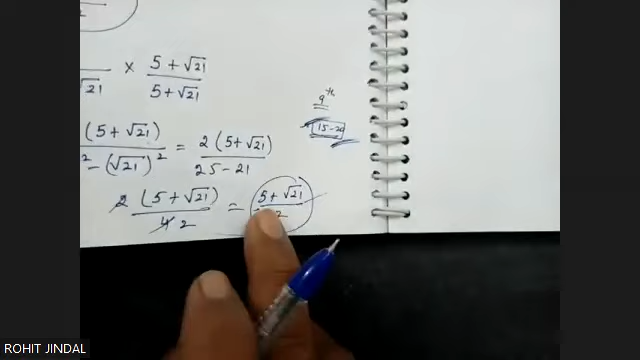 √21 × 5 + √21 / 5 + √21
9th
15 - 20
(5 + √21) / ² - (√21)² = 2 (5 + √21) / 25 - 21
2 (5 + √21) / 4 2 = 5 + √21 / 2
ROHIT JINDAL